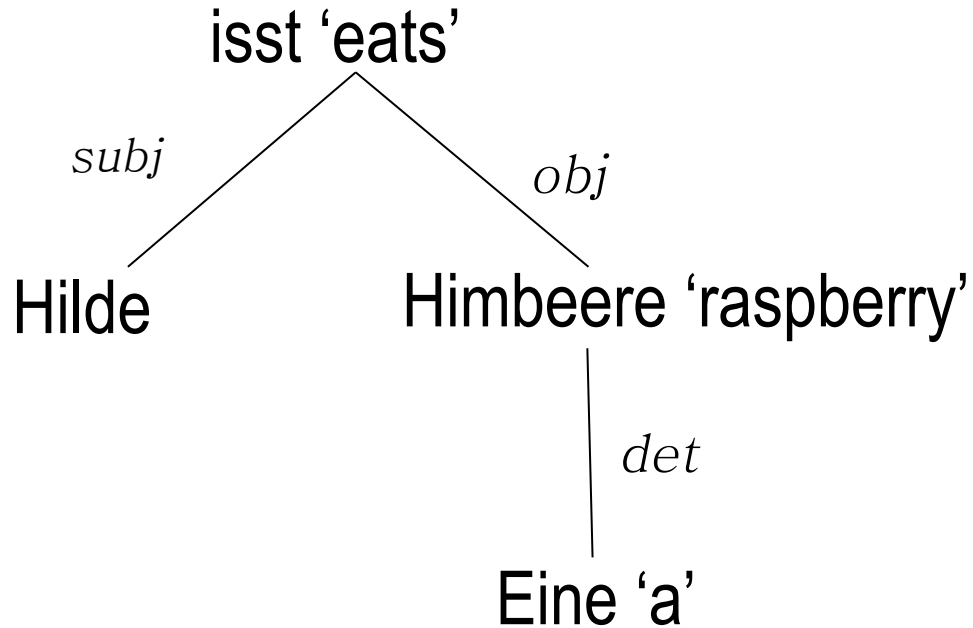 isst ‘eats’
subj
obj
Hilde
Himbeere ‘raspberry’
det
Eine ‘a’